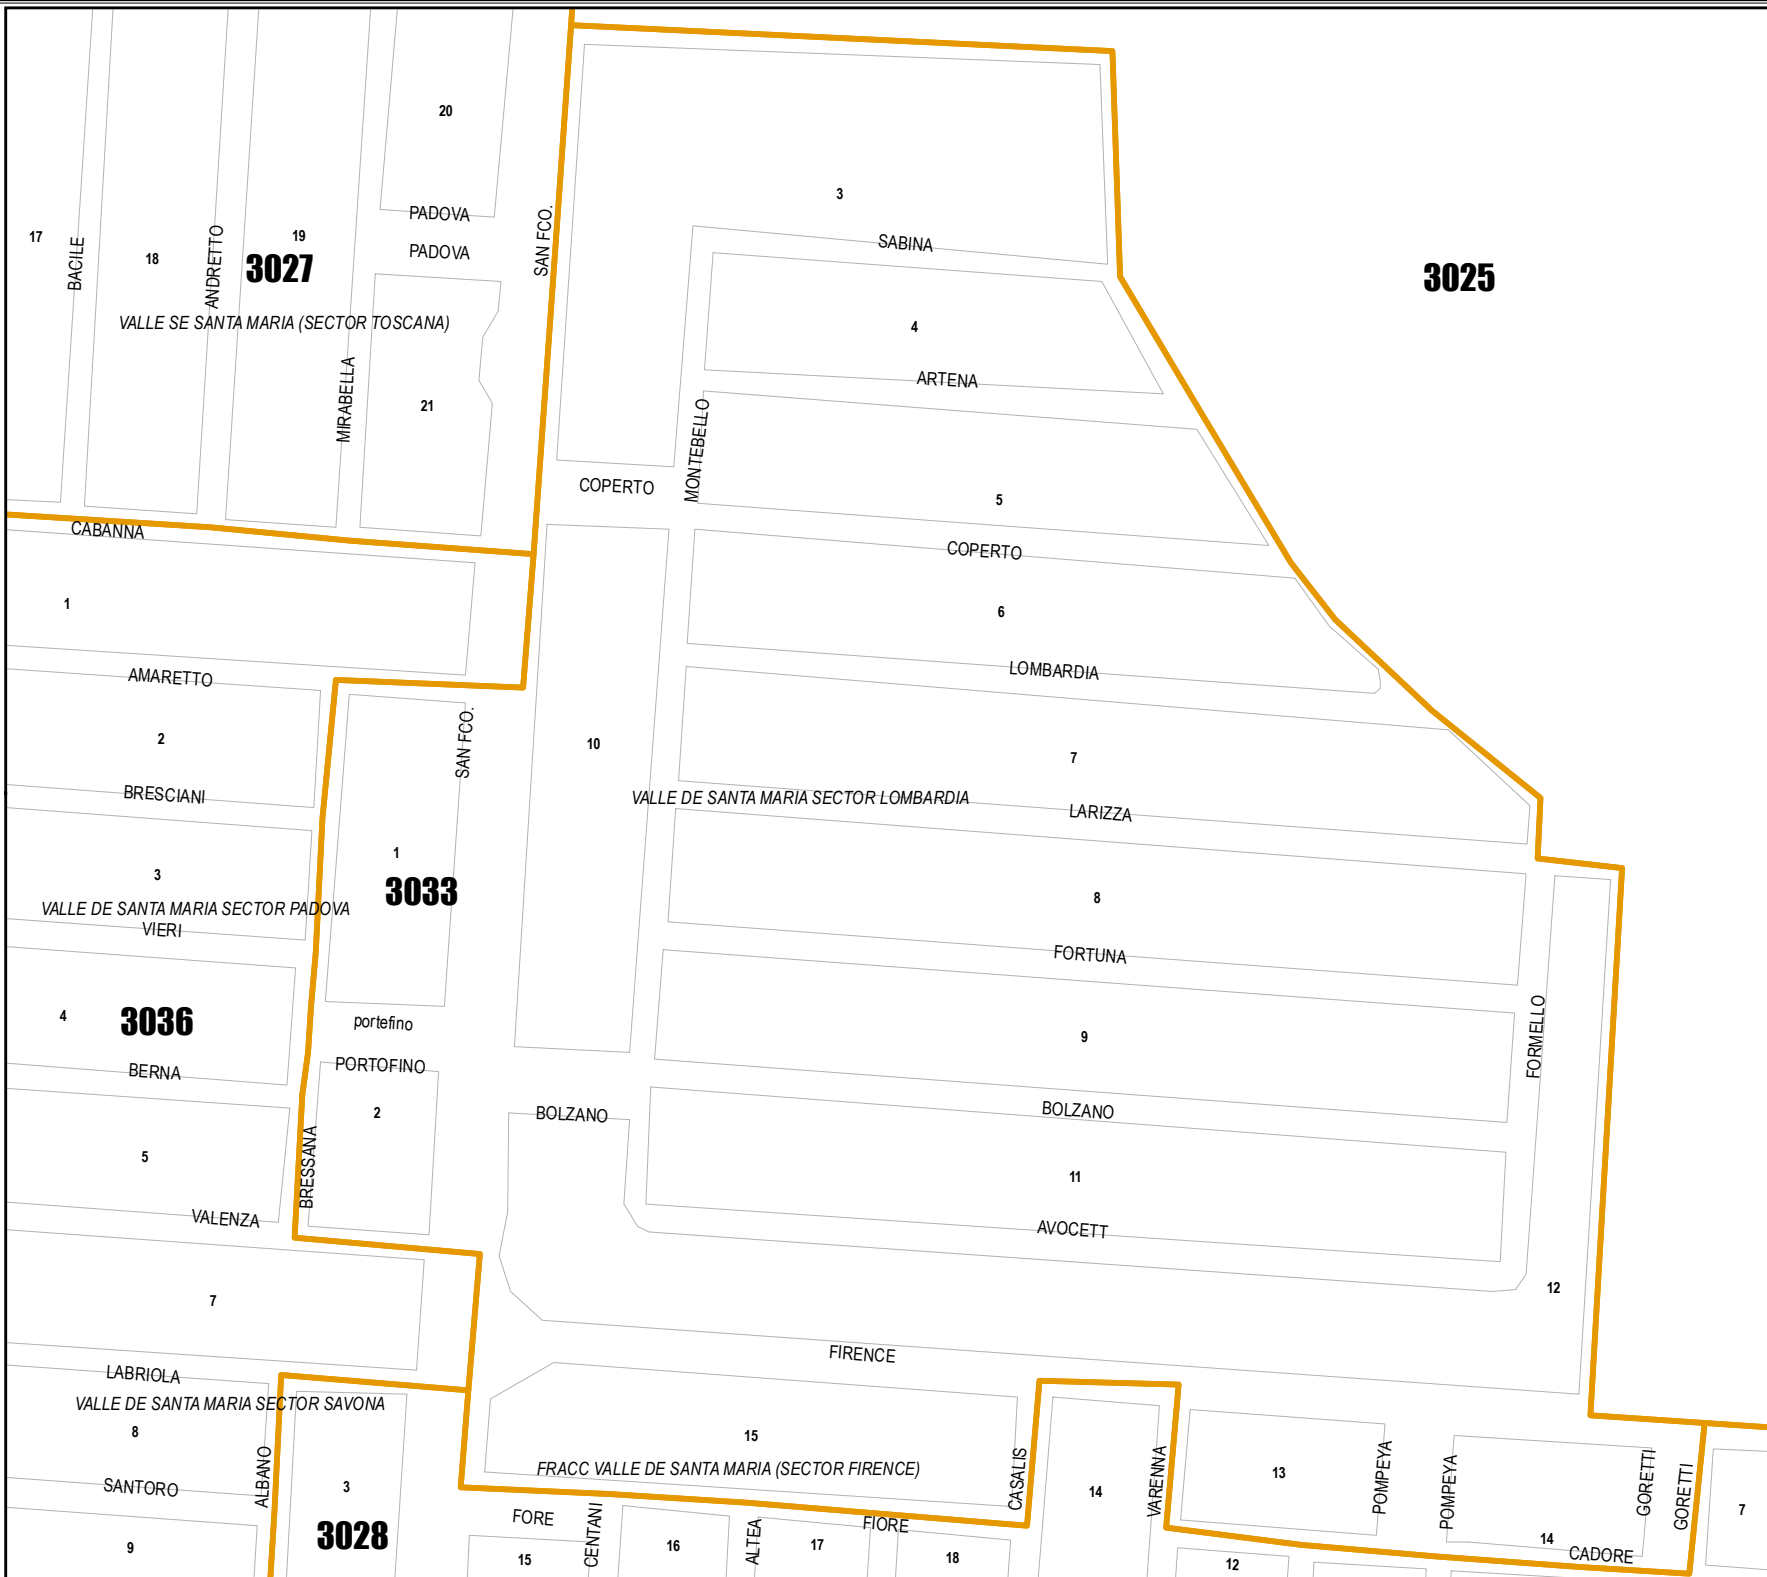 20
3
PADOVA
PADOVA
SABINA
17
BACILE
18
ANDRETTO
19
3027
SAN FCO.
3025
VALLE SE SANTA MARIA (SECTOR TOSCANA)
4
MIRABELLA
21
ARTENA
MONTEBELLO
COPERTO
5
CABANNA
COPERTO
1
6
AMARETTO
LOMBARDIA
2
SAN FCO.
10
7
BRESCIANI
VALLE DE SANTA MARIA SECTOR LOMBARDIA
LARIZZA
1
3
3033
8
VALLE DE SANTA MARIA SECTOR PADOVA
VIERI
FORTUNA
4
3036
portefino
9
FORMELLO
BERNA
PORTOFINO
2
BOLZANO
BOLZANO
5
BRESSANA
11
VALENZA
AVOCETT
7
12
FIRENCE
LABRIOLA
VALLE DE SANTA MARIA SECTOR SAVONA
8
15
ALBANO
FRACC VALLE DE SANTA MARIA (SECTOR FIRENCE)
CASALIS
14
VARENNA
13
POMPEYA
POMPEYA
GORETTI
GORETTI
7
SANTORO
3
3028
FORE
CENTANI
ALTEA
FIORE
14
CADORE
9
15
16
17
18
12